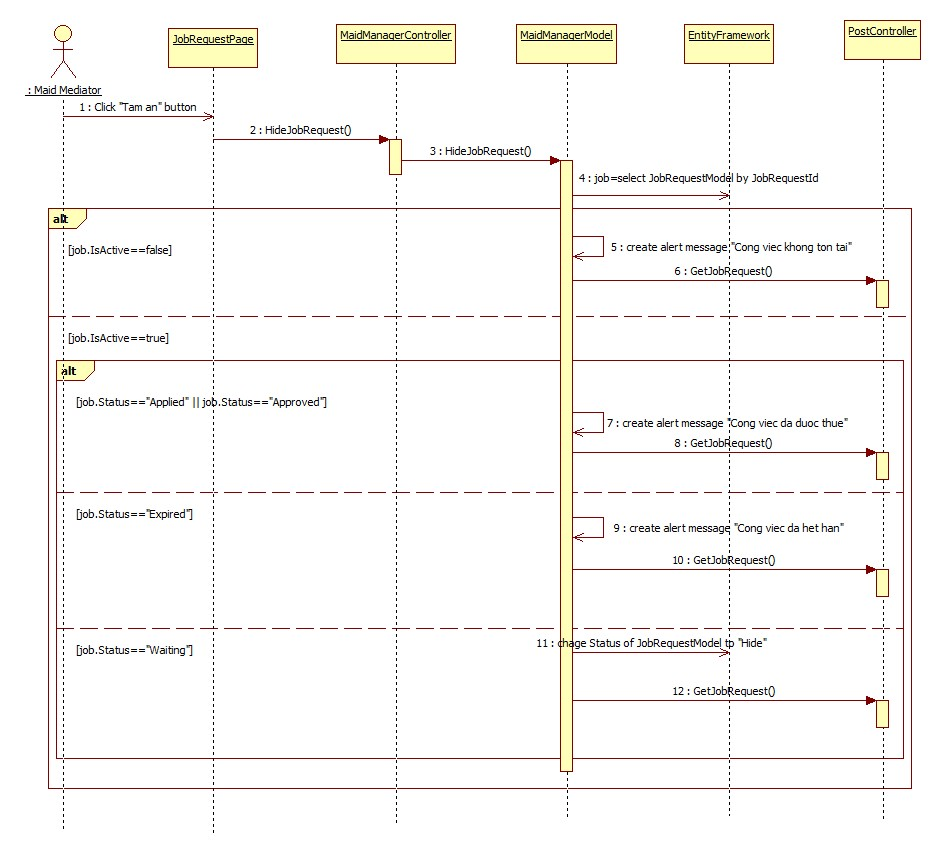 JobRequestPage
MaidManagerController
MaidManagerModel
EntityFramework
PostController
: Maid Mediator
1 : Click "Tam an" button
2 : HideJobRequest()
3 : HideJobRequest()
4 : job=select JobRequestModel by JobRequestId
alt
[job.IsActive==false]
5 : create alert message "Cong viec khong ton tai"
6 : GetJobRequest()
[job.IsActive==true]
alt
[job.Status=="Applied" || job.Status=="Approved"]
7 : create alert message "Cong viec da duoc thue"
8 : GetJobRequest()
[job.Status=="Expired"]
9 : create alert message "Cong viec da het han"
10 : GetJobRequest()
[job.Status=="Waiting"]
11 : chage Status of JobRequestModel to "Hide"
12 : GetJobRequest()